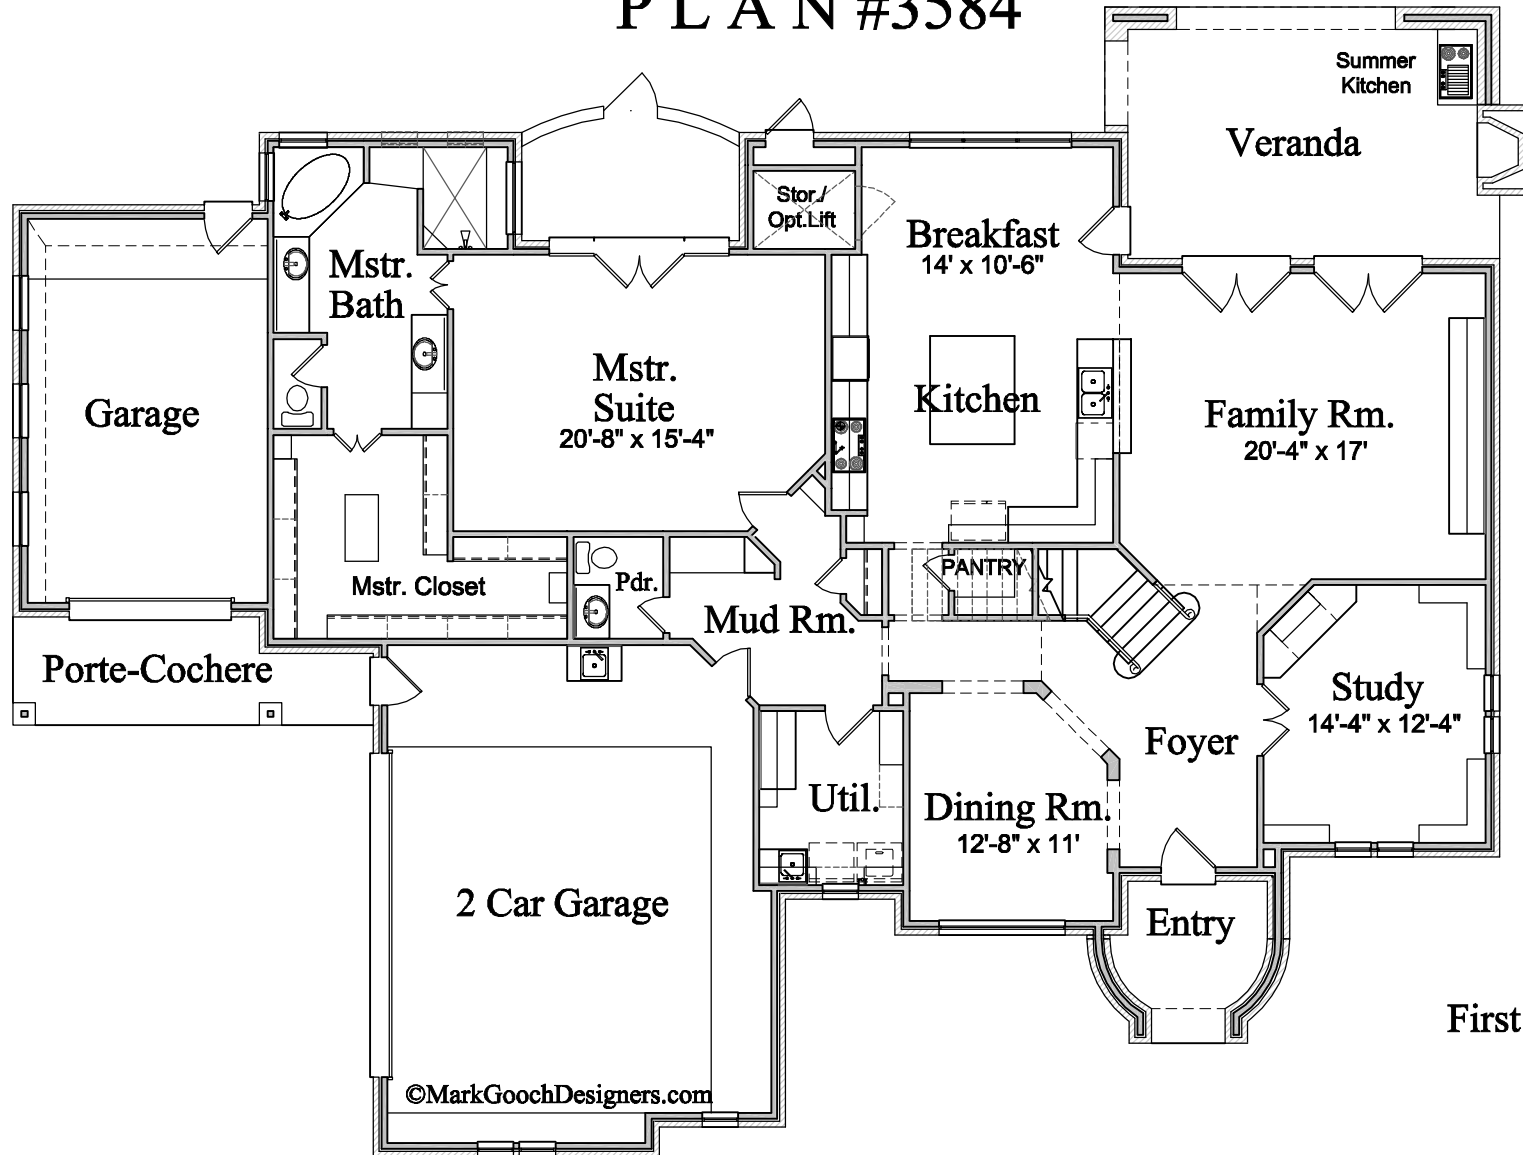 PLAN #3584
Summer
Kitchen
Veranda
Stor./
Opt.Lift
Breakfast
14' x 10'-6"
Mstr.
Bath
Mstr.
Suite
20'-8" x 15'-4"
Kitchen
Garage
Family Rm.
20'-4" x 17'
Mstr. Closet
Pdr.
PANTRY
Mud Rm.
Porte-Cochere
Study
14'-4" x 12'-4"
Foyer
Util.
Dining Rm.
12'-8" x 11'
2 Car Garage
Entry
First
©MarkGoochDesigners.com